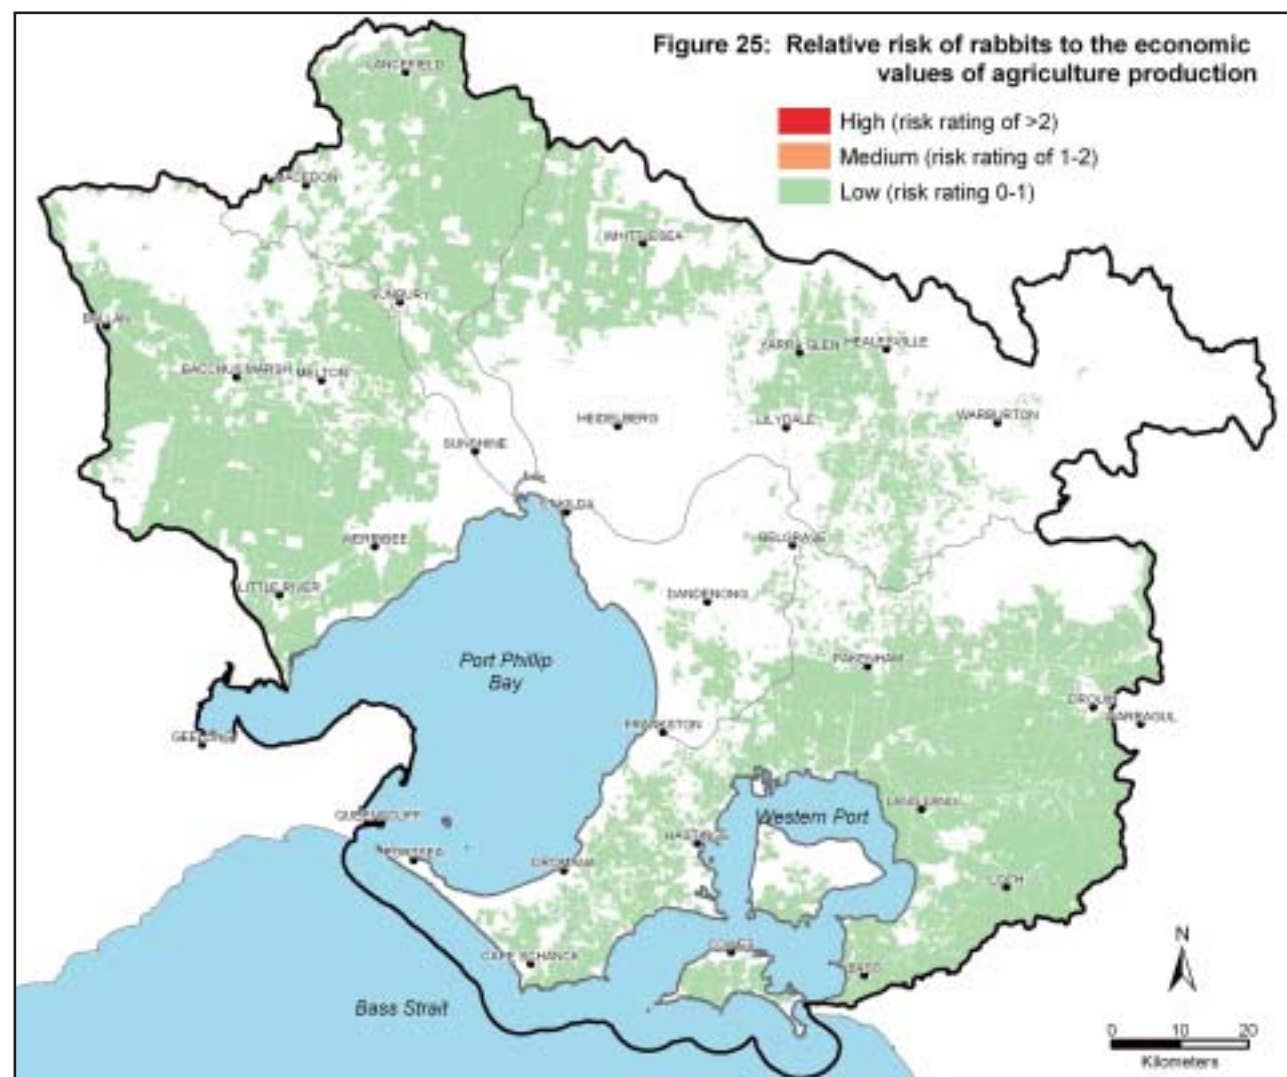 Figure 25: Relative risk of rabbits to the economic
values of agriculture production
High (risk rating of >2)
Medium (risk rating of 1-2)
Low (risk rating 0-1)
LANCEFIELD
MACEDON
WHITTLESEA
SUNBURY
BALLAN
YARRA GLEN
HEALESVILLE
BACCHUS MARSH
MELTON
HEIDELBERG
LILYDALE
WARBURTON
SUNSHINE
ST KILDA
WERRIBEE
BELGRAVE
LITTLE RIVER
DANDENONG
Port Phillip
Bay
PAKENHAM
DROUIN
WARRAGUL
FRANKSTON
GEELONG
LANG LANG
Western Port
QUEENSCLIFF
HASTINGS
PORTSEA
DROMANA
LOCH
COWES
CAPE SCHANCK
BASS
Bass Strait
N
0 10 20
Kilometers